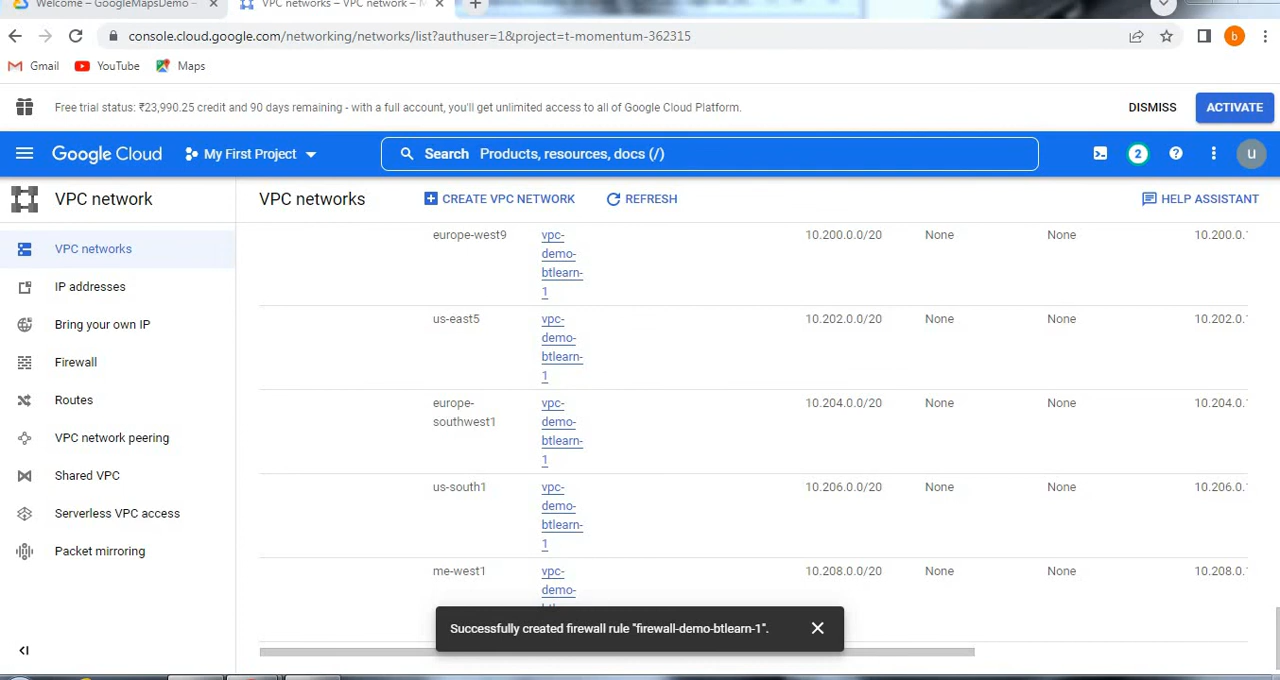 Welcome – GoogleMapsDemo –
VPC networks – VPC network –
console.cloud.google.com/networking/networks/list?authuser=1&project=t-momentum-362315
b
Gmail YouTube Maps
Free trial status: ₹23,990.25 credit and 90 days remaining - with a full account, you'll get unlimited access to all of Google Cloud Platform.
DISMISS
ACTIVATE
Google Cloud
My First Project
Search Products, resources, docs (/)
2
u
VPC network
VPC networks
CREATE VPC NETWORK
REFRESH
HELP ASSISTANT
VPC networks
IP addresses
Bring your own IP
Firewall
Routes
VPC network peering
Shared VPC
Serverless VPC access
Packet mirroring
europe-west9
vpc-
demo-
btlearn-
1
10.200.0.0/20 None None 10.200.0.
us-east5
vpc-
demo-
btlearn-
1
10.202.0.0/20 None None 10.202.0.
europe-
southwest1
vpc-
demo-
btlearn-
1
10.204.0.0/20 None None 10.204.0.
us-south1
vpc-
demo-
btlearn-
1
10.206.0.0/20 None None 10.206.0.
me-west1
vpc-
demo-
10.208.0.0/20 None None 10.208.0.
Successfully created firewall rule "firewall-demo-btlearn-1".